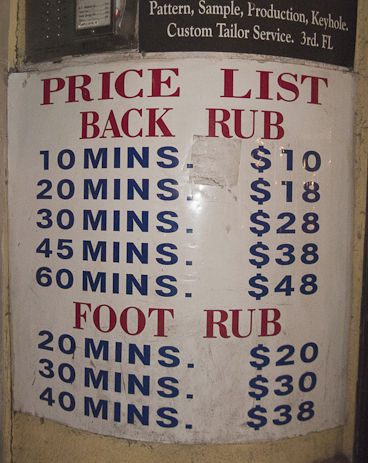 Pattern, Sample, Production, Keyhole.
Custom Tailor Service. 3rd. FL
PRICE LIST
BACK RUB
10 MINS. $10
20 MINS. $18
30 MINS. $28
45 MINS. $38
60 MINS. $48
FOOT RUB
20 MINS. $20
30 MINS. $30
40 MINS. $38